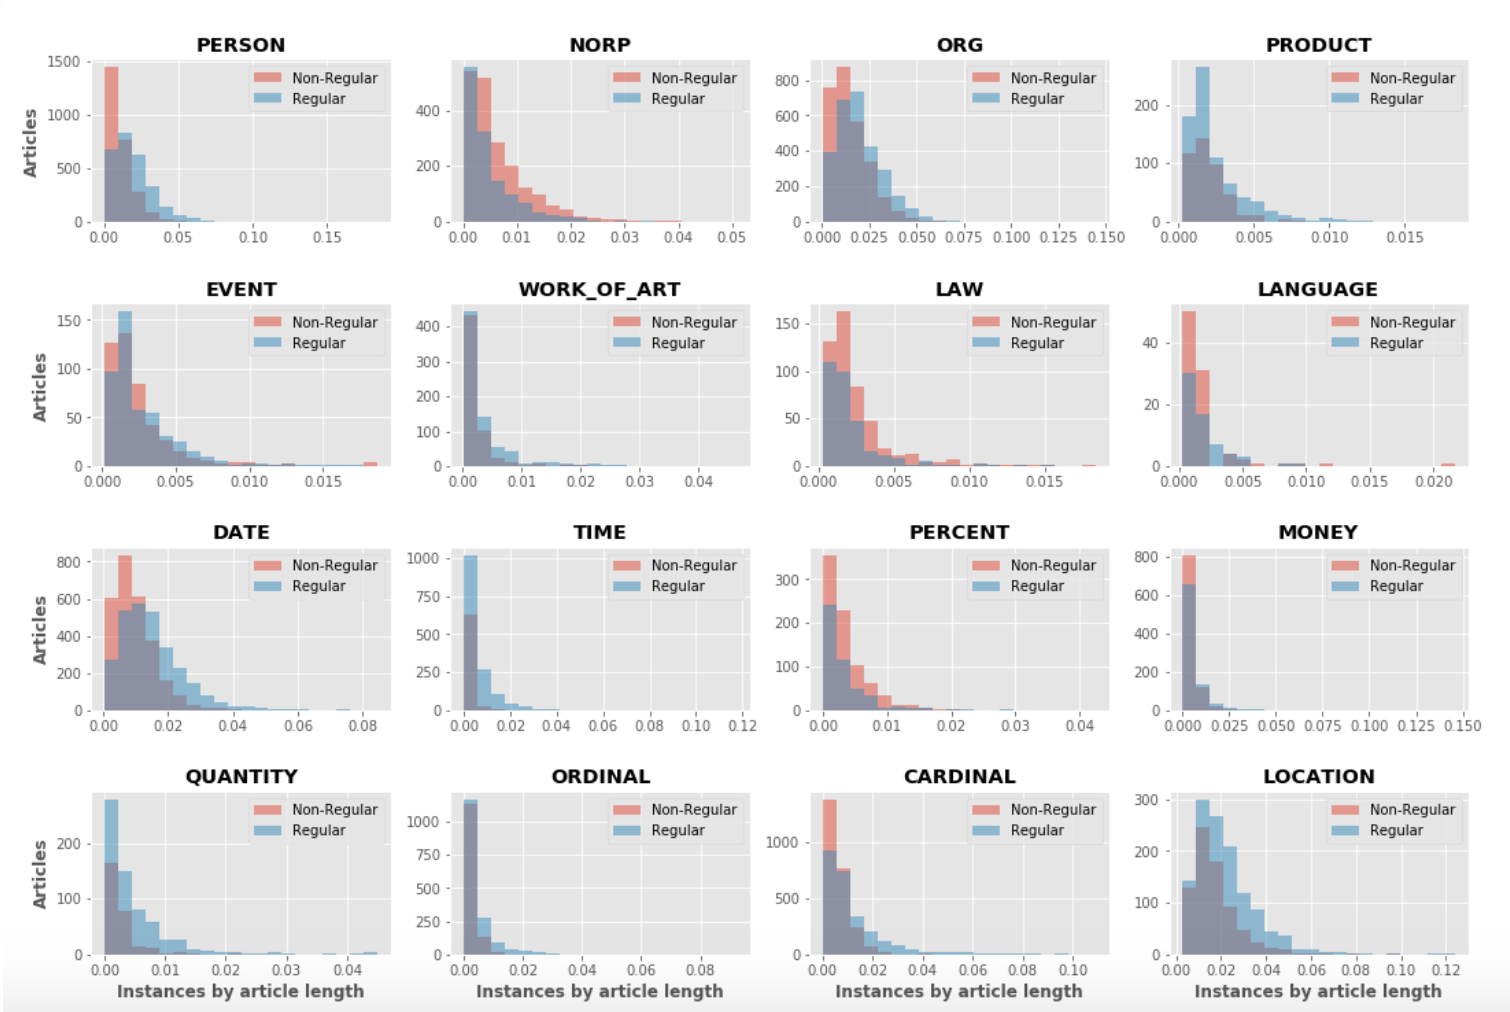 PERSON
1500
1000
500
0
0.00 0.05 0.10 0.15
Articles
Non-Regular
Regular
NORP
400
200
0
0.00 0.01 0.02 0.03 0.04 0.05
Non-Regular
Regular
ORG
800
600
400
200
0
0.000 0.025 0.050 0.075 0.100 0.125 0.150
Non-Regular
Regular
PRODUCT
200
100
0
0.000 0.005 0.010 0.015
Non-Regular
Regular
EVENT
150
100
50
0
0.000 0.005 0.010 0.015
Articles
Non-Regular
Regular
WORK_OF_ART
400
300
200
100
0
0.00 0.01 0.02 0.03 0.04
Non-Regular
Regular
LAW
150
100
50
0
0.000 0.005 0.010 0.015
Non-Regular
Regular
LANGUAGE
40
20
0
0.000 0.005 0.010 0.015 0.020
Non-Regular
Regular
DATE
800
600
400
200
0
0.00 0.02 0.04 0.06 0.08
Articles
Non-Regular
Regular
TIME
1000
750
500
250
0
0.00 0.02 0.04 0.06 0.08 0.10 0.12
Non-Regular
Regular
PERCENT
300
200
100
0
0.00 0.01 0.02 0.03 0.04
Non-Regular
Regular
MONEY
800
600
400
200
0
0.000 0.025 0.050 0.075 0.100 0.125 0.150
Non-Regular
Regular
QUANTITY
200
100
0
0.00 0.01 0.02 0.03 0.04
Articles
Instances by article length
Non-Regular
Regular
ORDINAL
1000
750
500
250
0
0.00 0.02 0.04 0.06 0.08
Instances by article length
Non-Regular
Regular
CARDINAL
1000
500
0
0.00 0.02 0.04 0.06 0.08 0.10
Instances by article length
Non-Regular
Regular
LOCATION
300
200
100
0
0.00 0.02 0.04 0.06 0.08 0.10 0.12
Instances by article length
Non-Regular
Regular